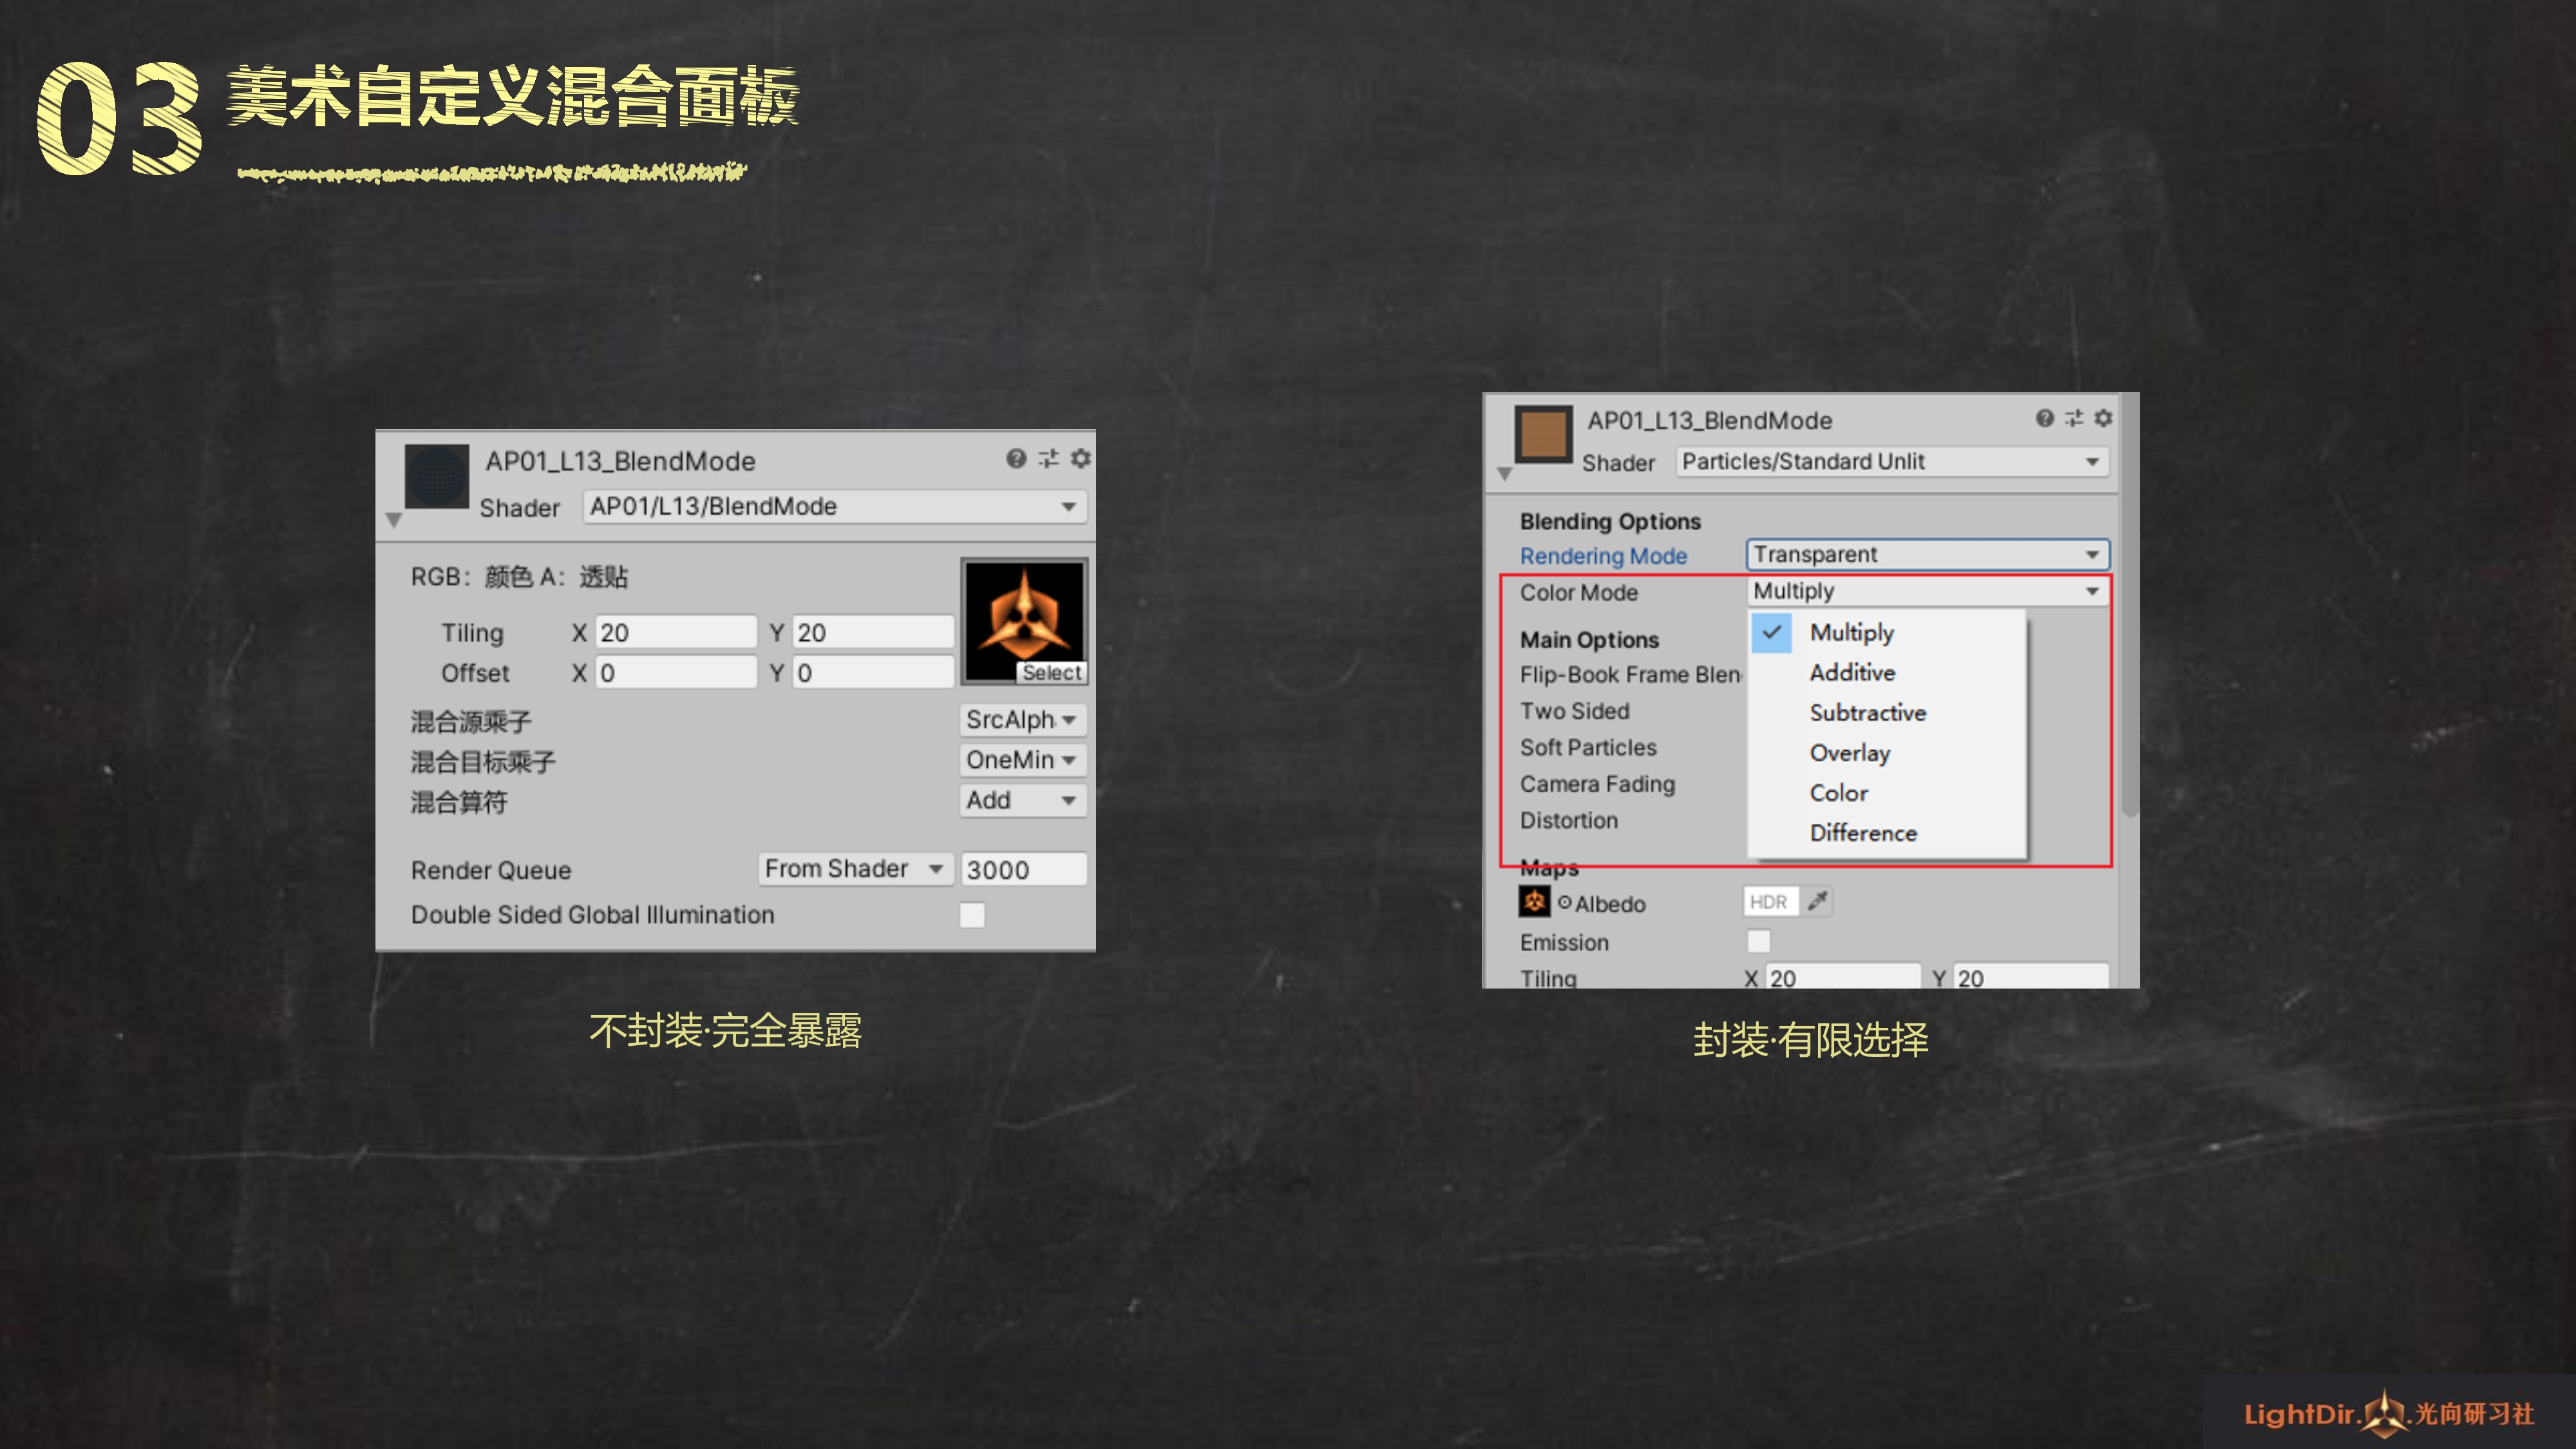 03 美术自定义混合面板
AP01_L13_BlendMode
Shader AP01/L13/BlendMode
RGB：颜色 A：透贴
Tiling X 20 Y 20
Offset X 0 Y 0
Select
混合源乘子 SrcAlph
混合目标乘子 OneMin
混合算符 Add
Render Queue From Shader 3000
Double Sided Global Illumination
不封装·完全暴露
AP01_L13_BlendMode
Shader Particles/Standard Unlit
Blending Options
Rendering Mode Transparent
Color Mode Multiply
Multiply
Additive
Subtractive
Overlay
Color
Difference
Main Options
Flip-Book Frame Blen
Two Sided
Soft Particles
Camera Fading
Distortion
Maps
Albedo HDR
Emission
Tiling X 20 Y 20
封装·有限选择
LightDir. .光向研习社